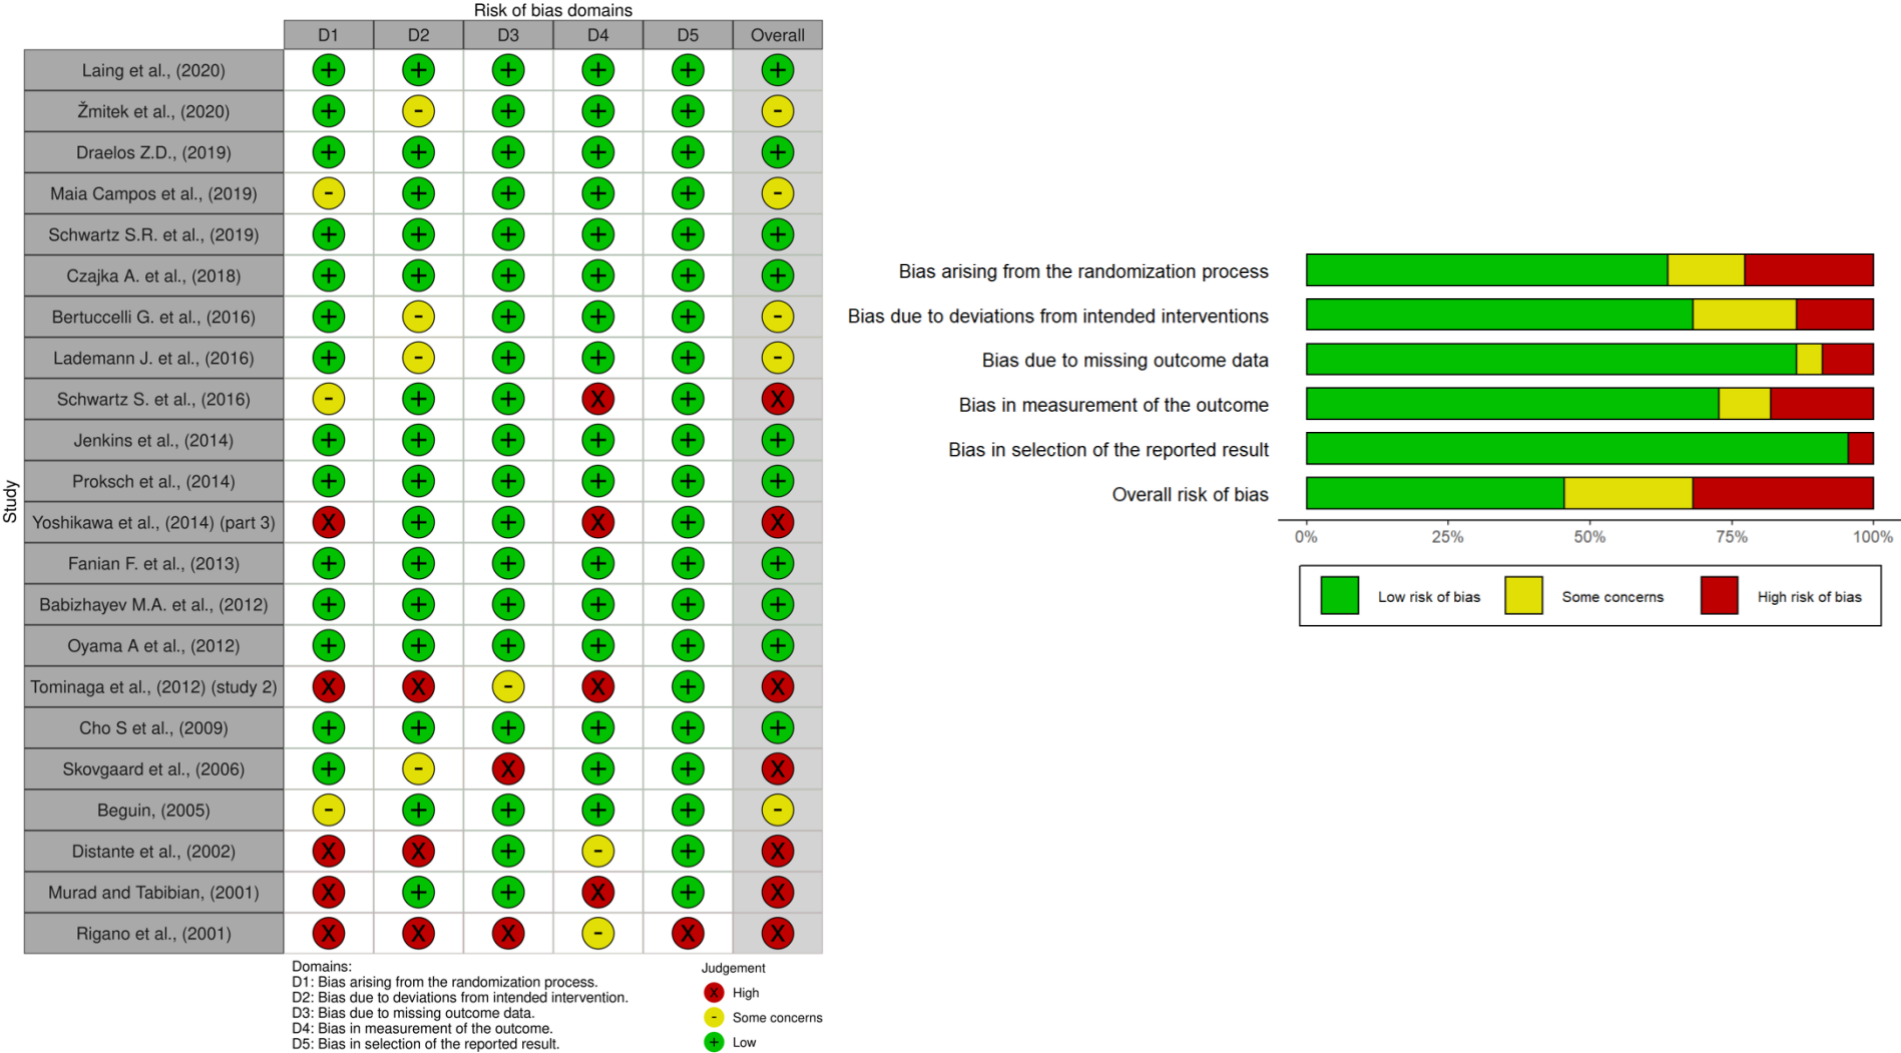 Risk of bias domains
D1 D2 D3 D4 D5 Overall
Study
Laing et al., (2020) + + + + + +
Žmitek et al., (2020) + - + + + -
Draelos Z.D., (2019) + + + + + +
Maia Campos et al., (2019) - + + + + -
Schwartz S.R. et al., (2019) + + + + + +
Czajka A. et al., (2018) + + + + + +
Bertuccelli G. et al., (2016) + - + + + -
Lademann J. et al., (2016) + - + + + -
Schwartz S. et al., (2016) - + + X + X
Jenkins et al., (2014) + + + + + +
Proksch et al., (2014) + + + + + +
Yoshikawa et al., (2014) (part 3) X + + X + X
Fanian F. et al., (2013) + + + + + +
Babizhayev M.A. et al., (2012) + + + + + +
Oyama A et al., (2012) + + + + + +
Tominaga et al., (2012) (study 2) X X - X + X
Cho S et al., (2009) + + + + + +
Skovgaard et al., (2006) + - X + + X
Beguin, (2005) - + + + + -
Distante et al., (2002) X X + - + X
Murad and Tabibian, (2001) X + + X + X
Rigano et al., (2001) X X X - X X
Domains:
D1: Bias arising from the randomization process.
D2: Bias due to deviations from intended intervention.
D3: Bias due to missing outcome data.
D4: Bias in measurement of the outcome.
D5: Bias in selection of the reported result.
Judgement
X High
- Some concerns
+ Low
Bias arising from the randomization process
Bias due to deviations from intended interventions
Bias due to missing outcome data
Bias in measurement of the outcome
Bias in selection of the reported result
Overall risk of bias
0% 25% 50% 75% 100%
Low risk of bias Some concerns High risk of bias